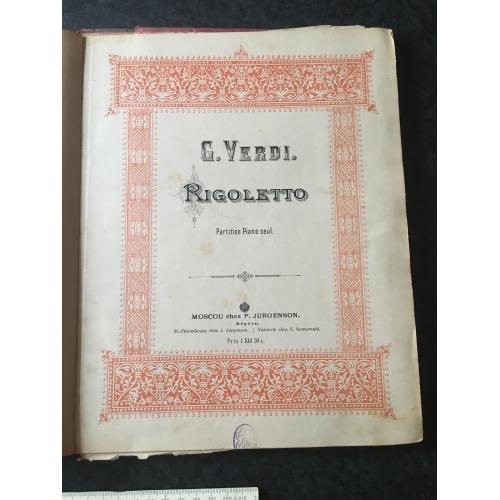 G. VERDI.
RIGOLETTO
Partition Piano seul.
MOSCOU chez P. JURGENSON.
Dépôts:
St.-Pétersbourg chez J. Jurgenson. | Varsovie chez G. Sennewald.
Prix 1 Rbl 50 c.